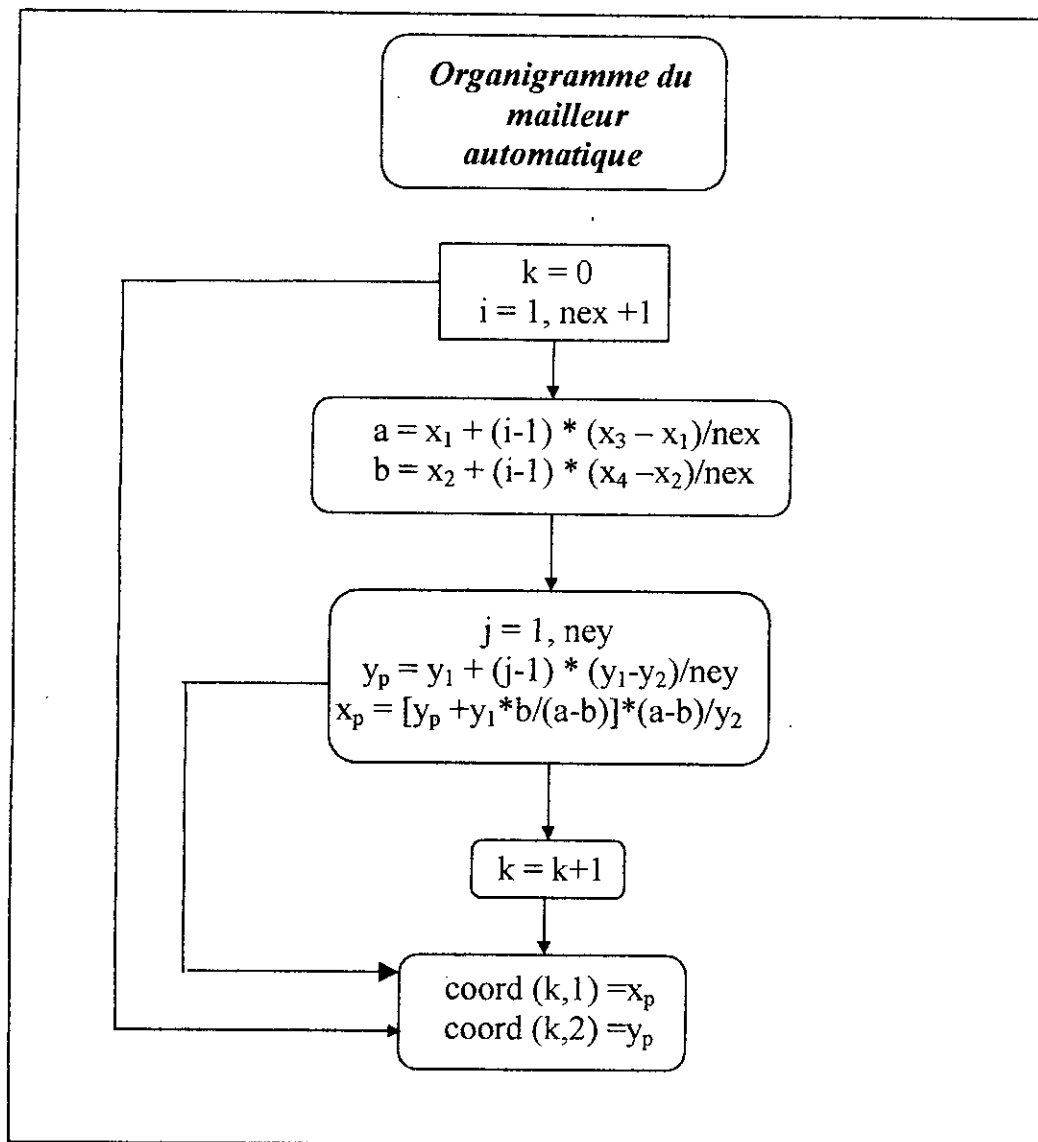 Organigramme du
mailleur
automatique
k = 0
i = 1, nex +1
a = x₁ + (i-1) * (x₃ – x₁)/nex
b = x₂ + (i-1) * (x₄ –x₂)/nex
j = 1, ney
yₚ = y₁ + (j-1) * (y₁-y₂)/ney
xₚ = [yₚ +y₁*b/(a-b)]*(a-b)/y₂
k = k+1
coord (k,1) =xₚ
coord (k,2) =yₚ